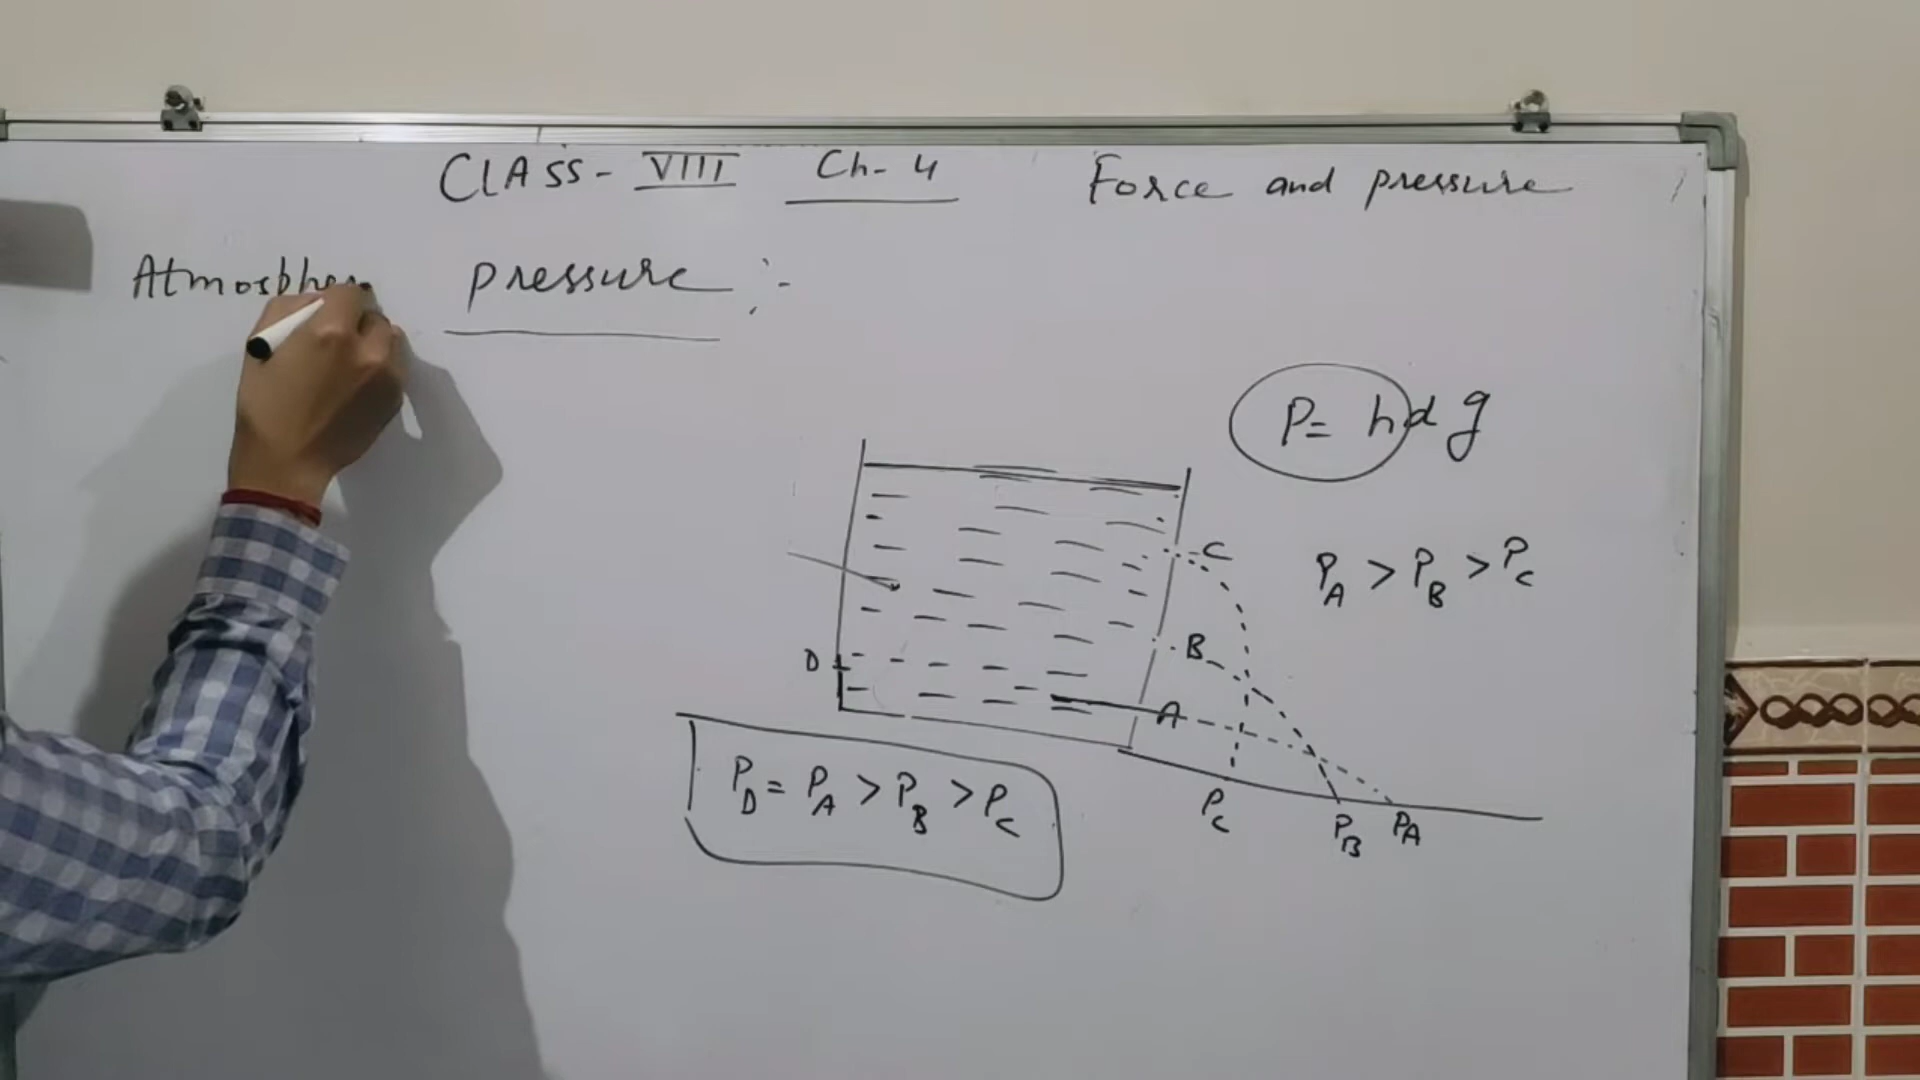 CLASS- VIII Ch- 4 Force and pressure
Atmospher pressure :-
P= hdg
C
PA > PB > PC
B
D
A
PD = PA > PB > PC
PC
PB PA